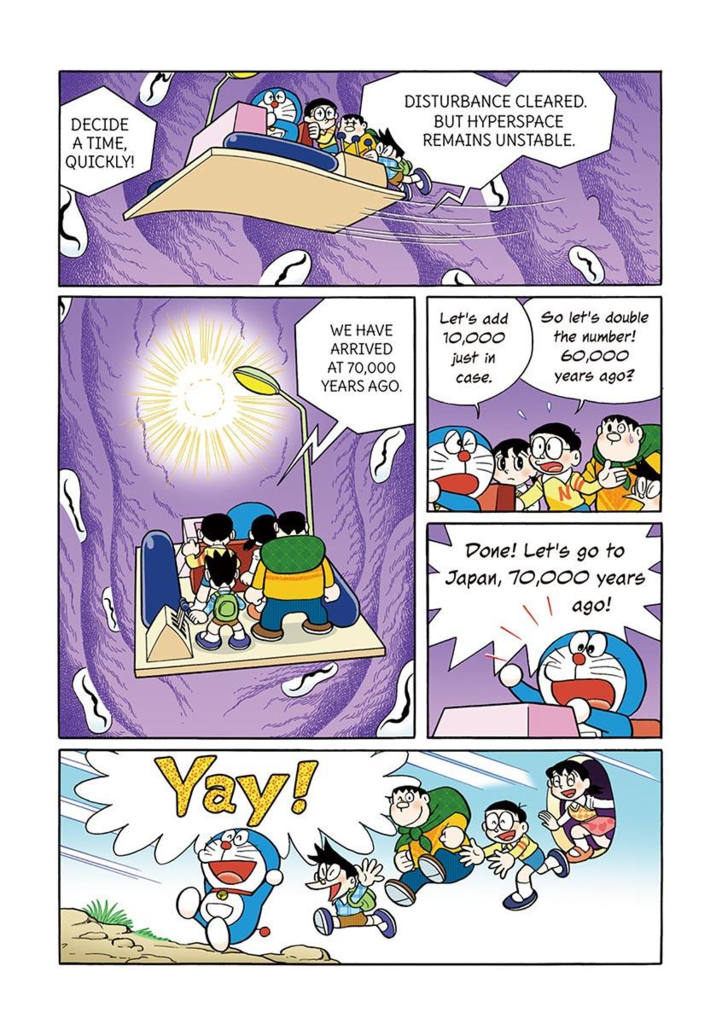 DISTURBANCE CLEARED.
BUT HYPERSPACE
REMAINS UNSTABLE.
DECIDE
A TIME,
QUICKLY!
So let's double
the number!
60,000
years ago?
Let's add
10,000
just in
case.
N
Done! Let's go to
Japan, 70,000 years
ago!
WE HAVE
ARRIVED
AT 70,000
YEARS AGO.
Yay!